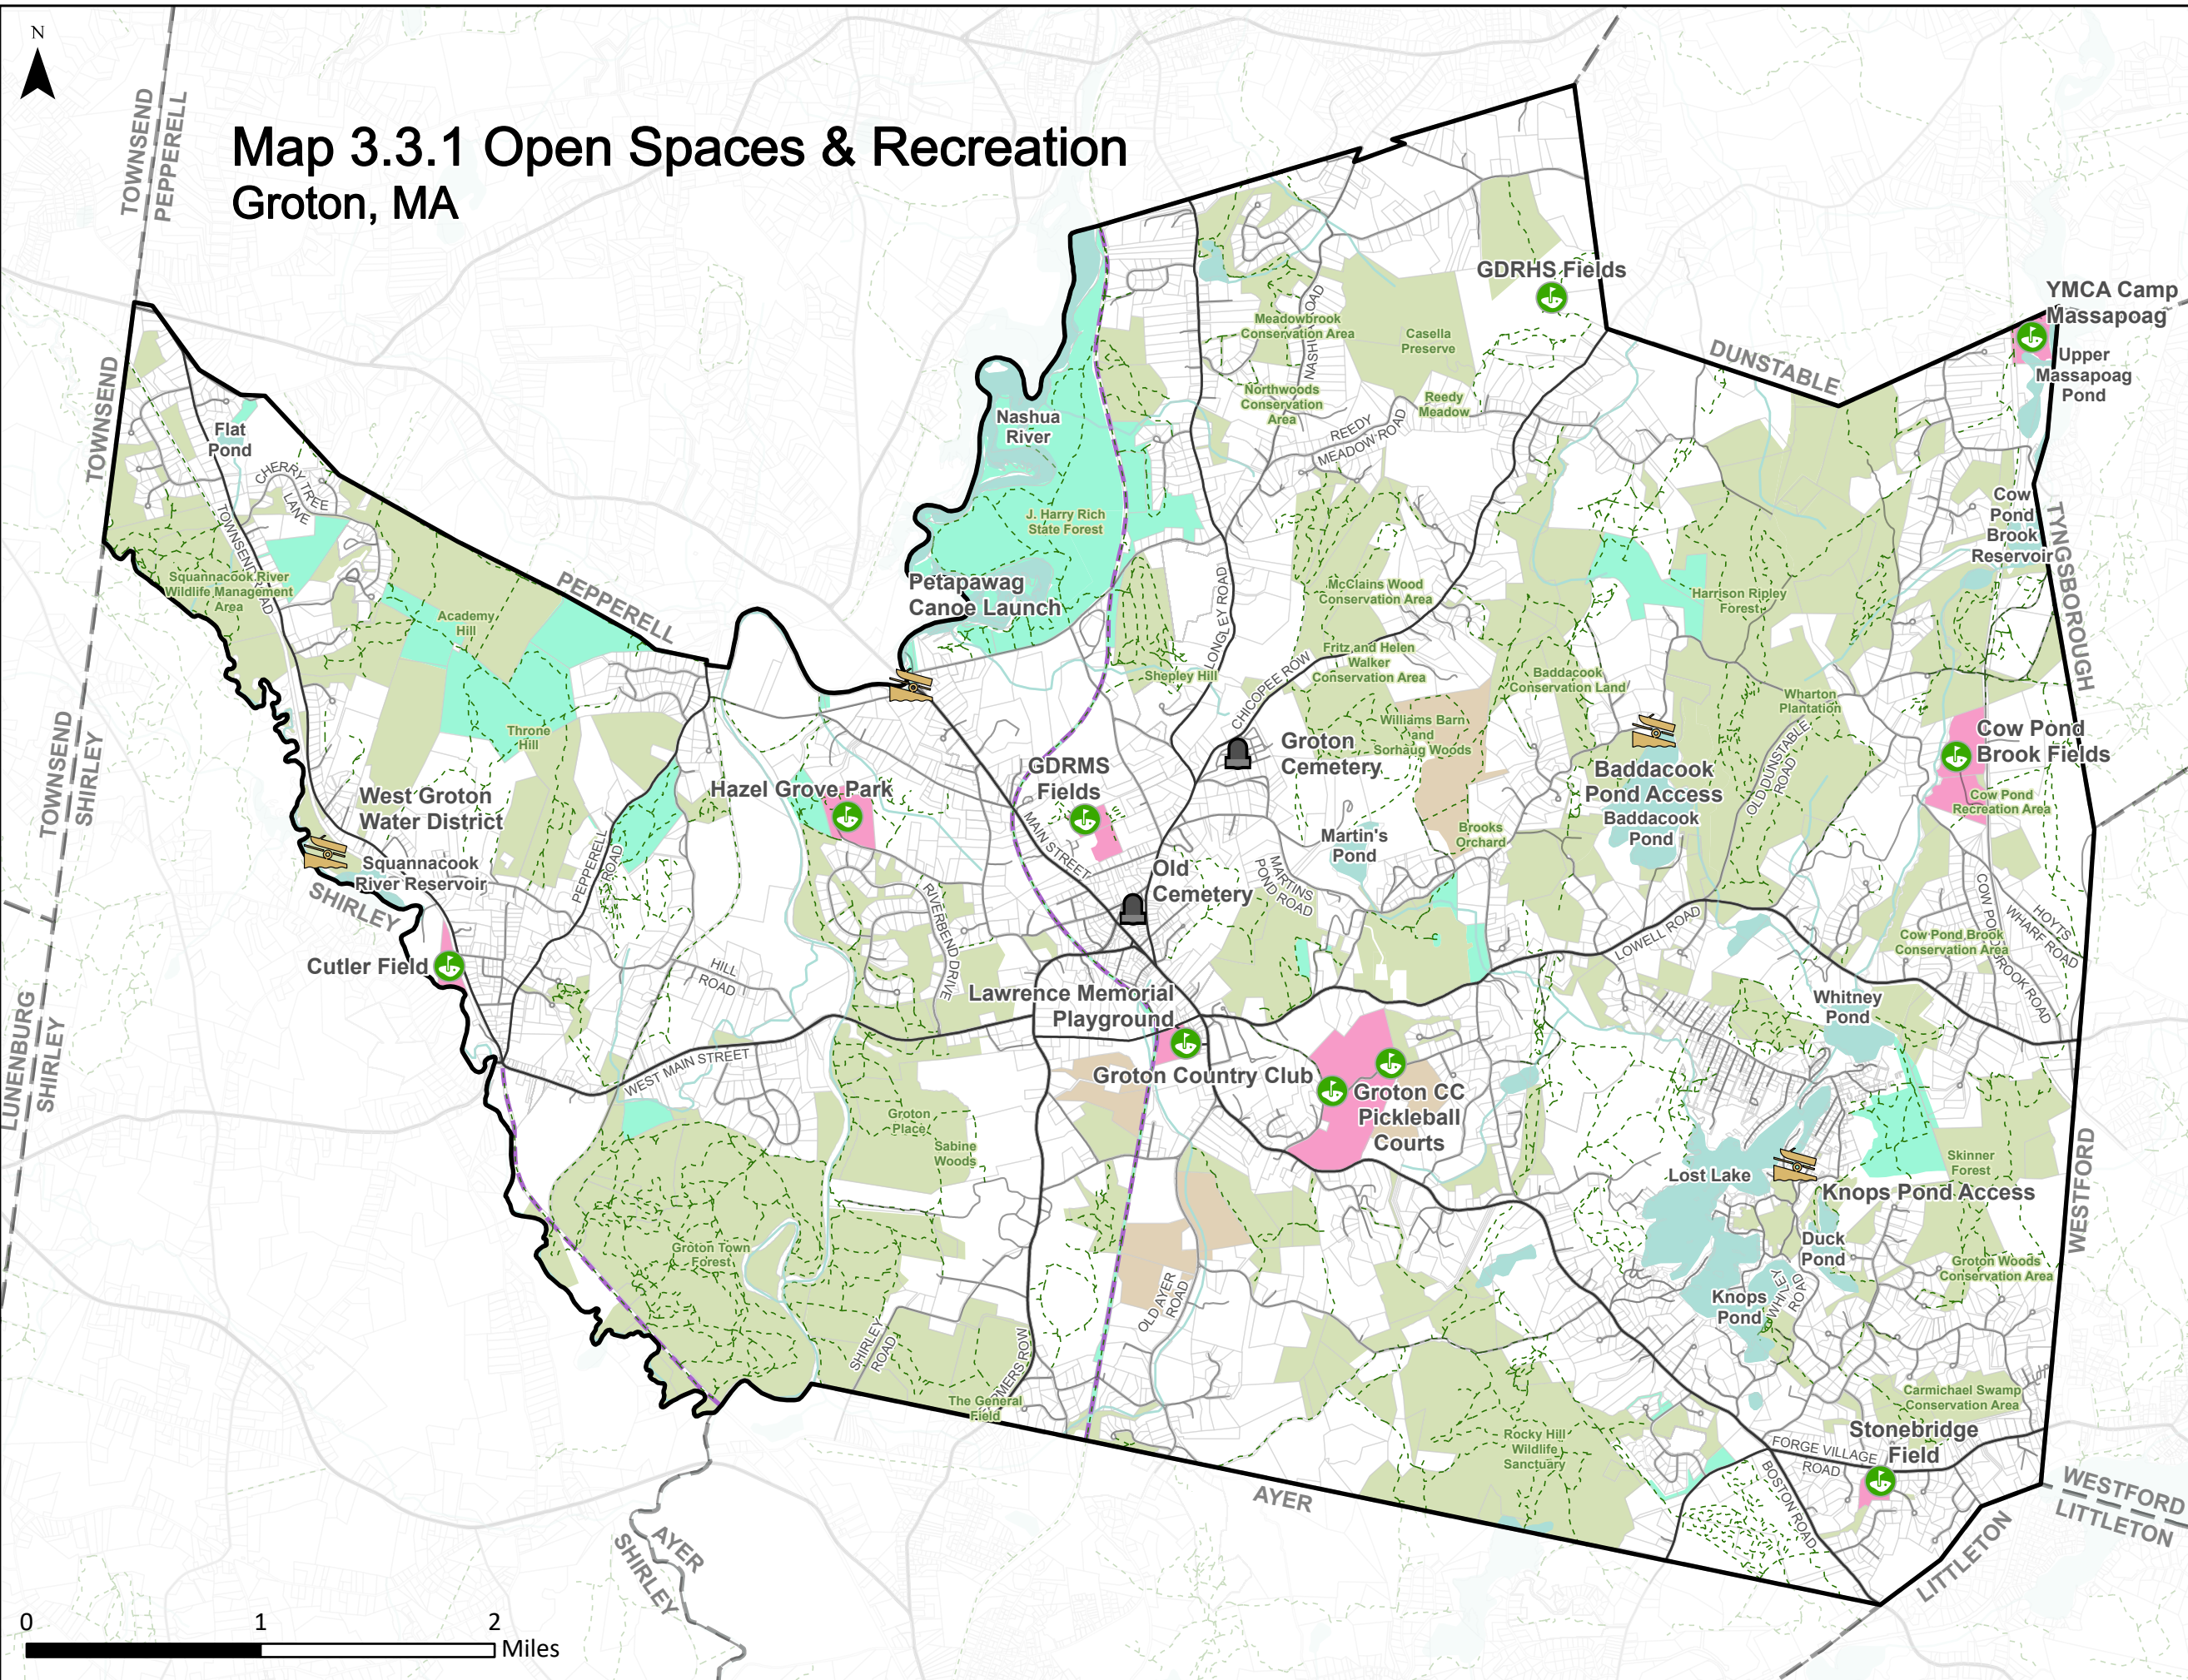 N
Map 3.3.1 Open Spaces & Recreation
Groton, MA
TOWNSEND
PEPPERELL
GDRHS Fields
YMCA Camp
Massapoag
Upper
Massapoag
Pond
Meadowbrook
Conservation Area
NASHUA ROAD
Casella
Preserve
DUNSTABLE
TOWNSEND
Flat
Pond
Nashua
River
Northwoods
Conservation
Area
Reedy
Meadow
REEDY
MEADOW ROAD
CHERRY TREE
LANE
TOWNSEND ROAD
J. Harry Rich
State Forest
Cow
Pond
Brook
Reservoir
TYNGSBOROUGH
Squannacook River
Wildlife Management
Area
PEPPERELL
Petapawag
Canoe Launch
LONGLEY ROAD
McClains Wood
Conservation Area
Harrison Ripley
Forest
Academy
Hill
Shepley Hill
CHICOPEE ROW
Fritz and Helen
Walker
Conservation Area
Baddacook
Conservation Land
Wharton
Plantation
TOWNSEND
SHIRLEY
Throne
Hill
Groton
Cemetery
Williams Barn
and
Sorhaug Woods
Cow Pond
Brook Fields
West Groton
Water District
Hazel Grove Park
GDRMS
Fields
Baddacook
Pond Access
Baddacook
Pond
OLD DUNSTABLE
ROAD
Cow Pond
Recreation Area
Squannacook
River Reservoir
PEPPERELL
ROAD
MAIN STREET
Martin's
Pond
Brooks
Orchard
SHIRLEY
RIVERBEND DRIVE
Old
Cemetery
MARTINS
POND ROAD
LOWELL ROAD
COW POND BROOK ROAD
HOYTS
WHARF ROAD
Cow Pond Brook
Conservation Area
Cutler Field
HILL
ROAD
Lawrence Memorial
Playground
Whitney
Pond
LUNENBURG
SHIRLEY
WEST MAIN STREET
Groton Country Club
Groton CC
Pickleball
Courts
Groton
Place
Sabine
Woods
Lost Lake
Skinner
Forest
Knops Pond Access
WESTFORD
Groton Town
Forest
Duck
Pond
Groton Woods
Conservation Area
OLD AYER
ROAD
Knops
Pond
WHILEY
ROAD
SHIRLEY
ROAD
The General
Field
Carmichael Swamp
Conservation Area
Rocky Hill
Wildlife
Sanctuary
Stonebridge
Field
FORGE VILLAGE
ROAD
BOSTON ROAD
AYER
WESTFORD
LITTLETON
AYER
SHIRLEY
LITTLETON
0 1 2
Miles